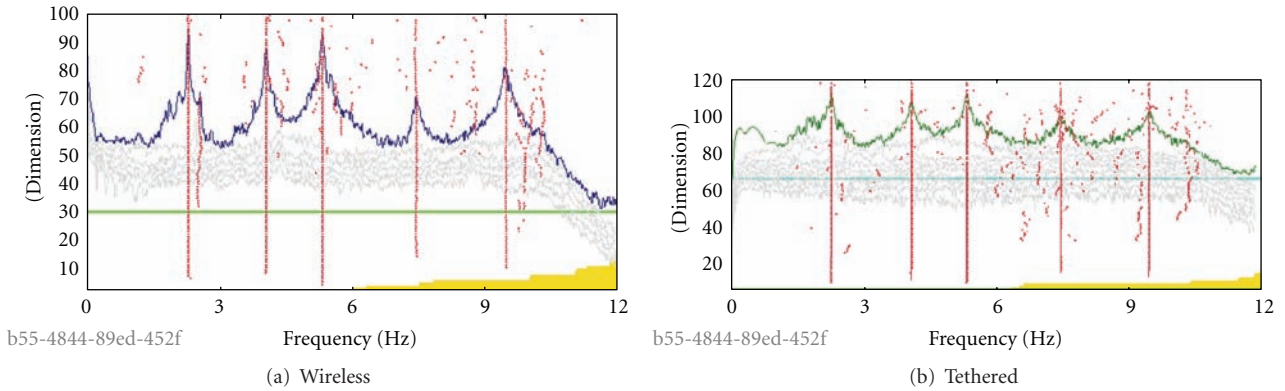 100
90
80
70
60
50
40
30
20
10
(Dimension)
0 3 6 9 12
b55-4844-89ed-452f
Frequency (Hz)
(a) Wireless
120
100
80
60
40
20
(Dimension)
0 3 6 9 12
b55-4844-89ed-452f
Frequency (Hz)
(b) Tethered